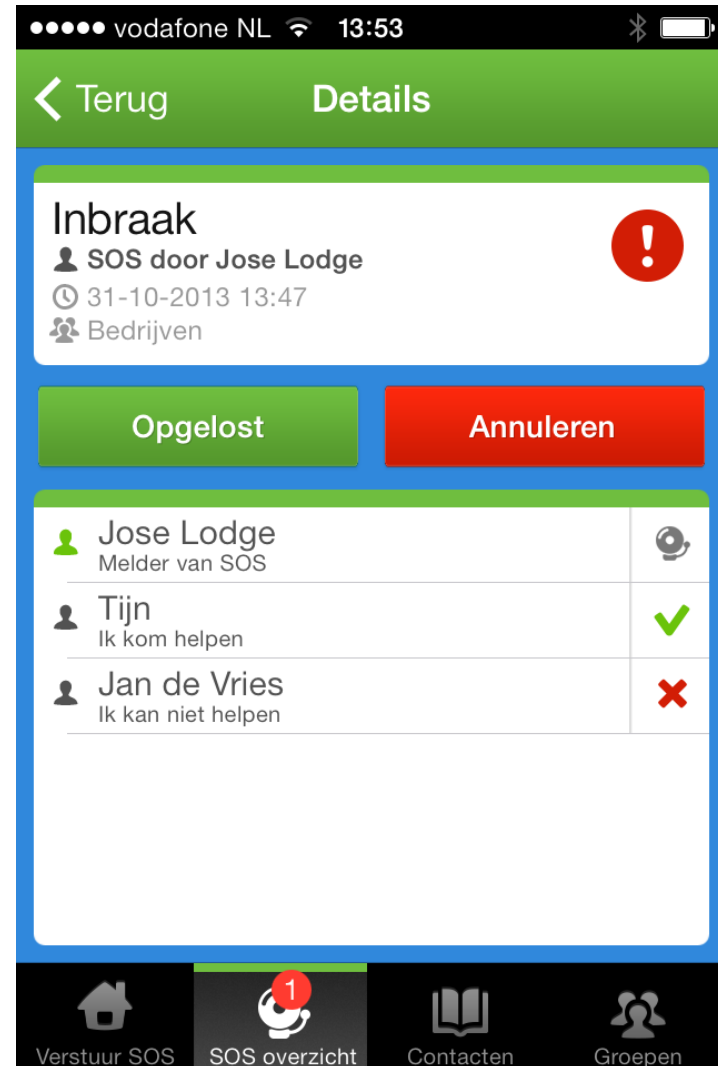 vodafone NL 13:53
Terug Details
Inbraak
SOS door Jose Lodge
31-10-2013 13:47
Bedrijven
Opgelost Annuleren
Jose Lodge
Melder van SOS
Tijn
Ik kom helpen
Jan de Vries
Ik kan niet helpen
1
Verstuur SOS SOS overzicht Contacten Groepen